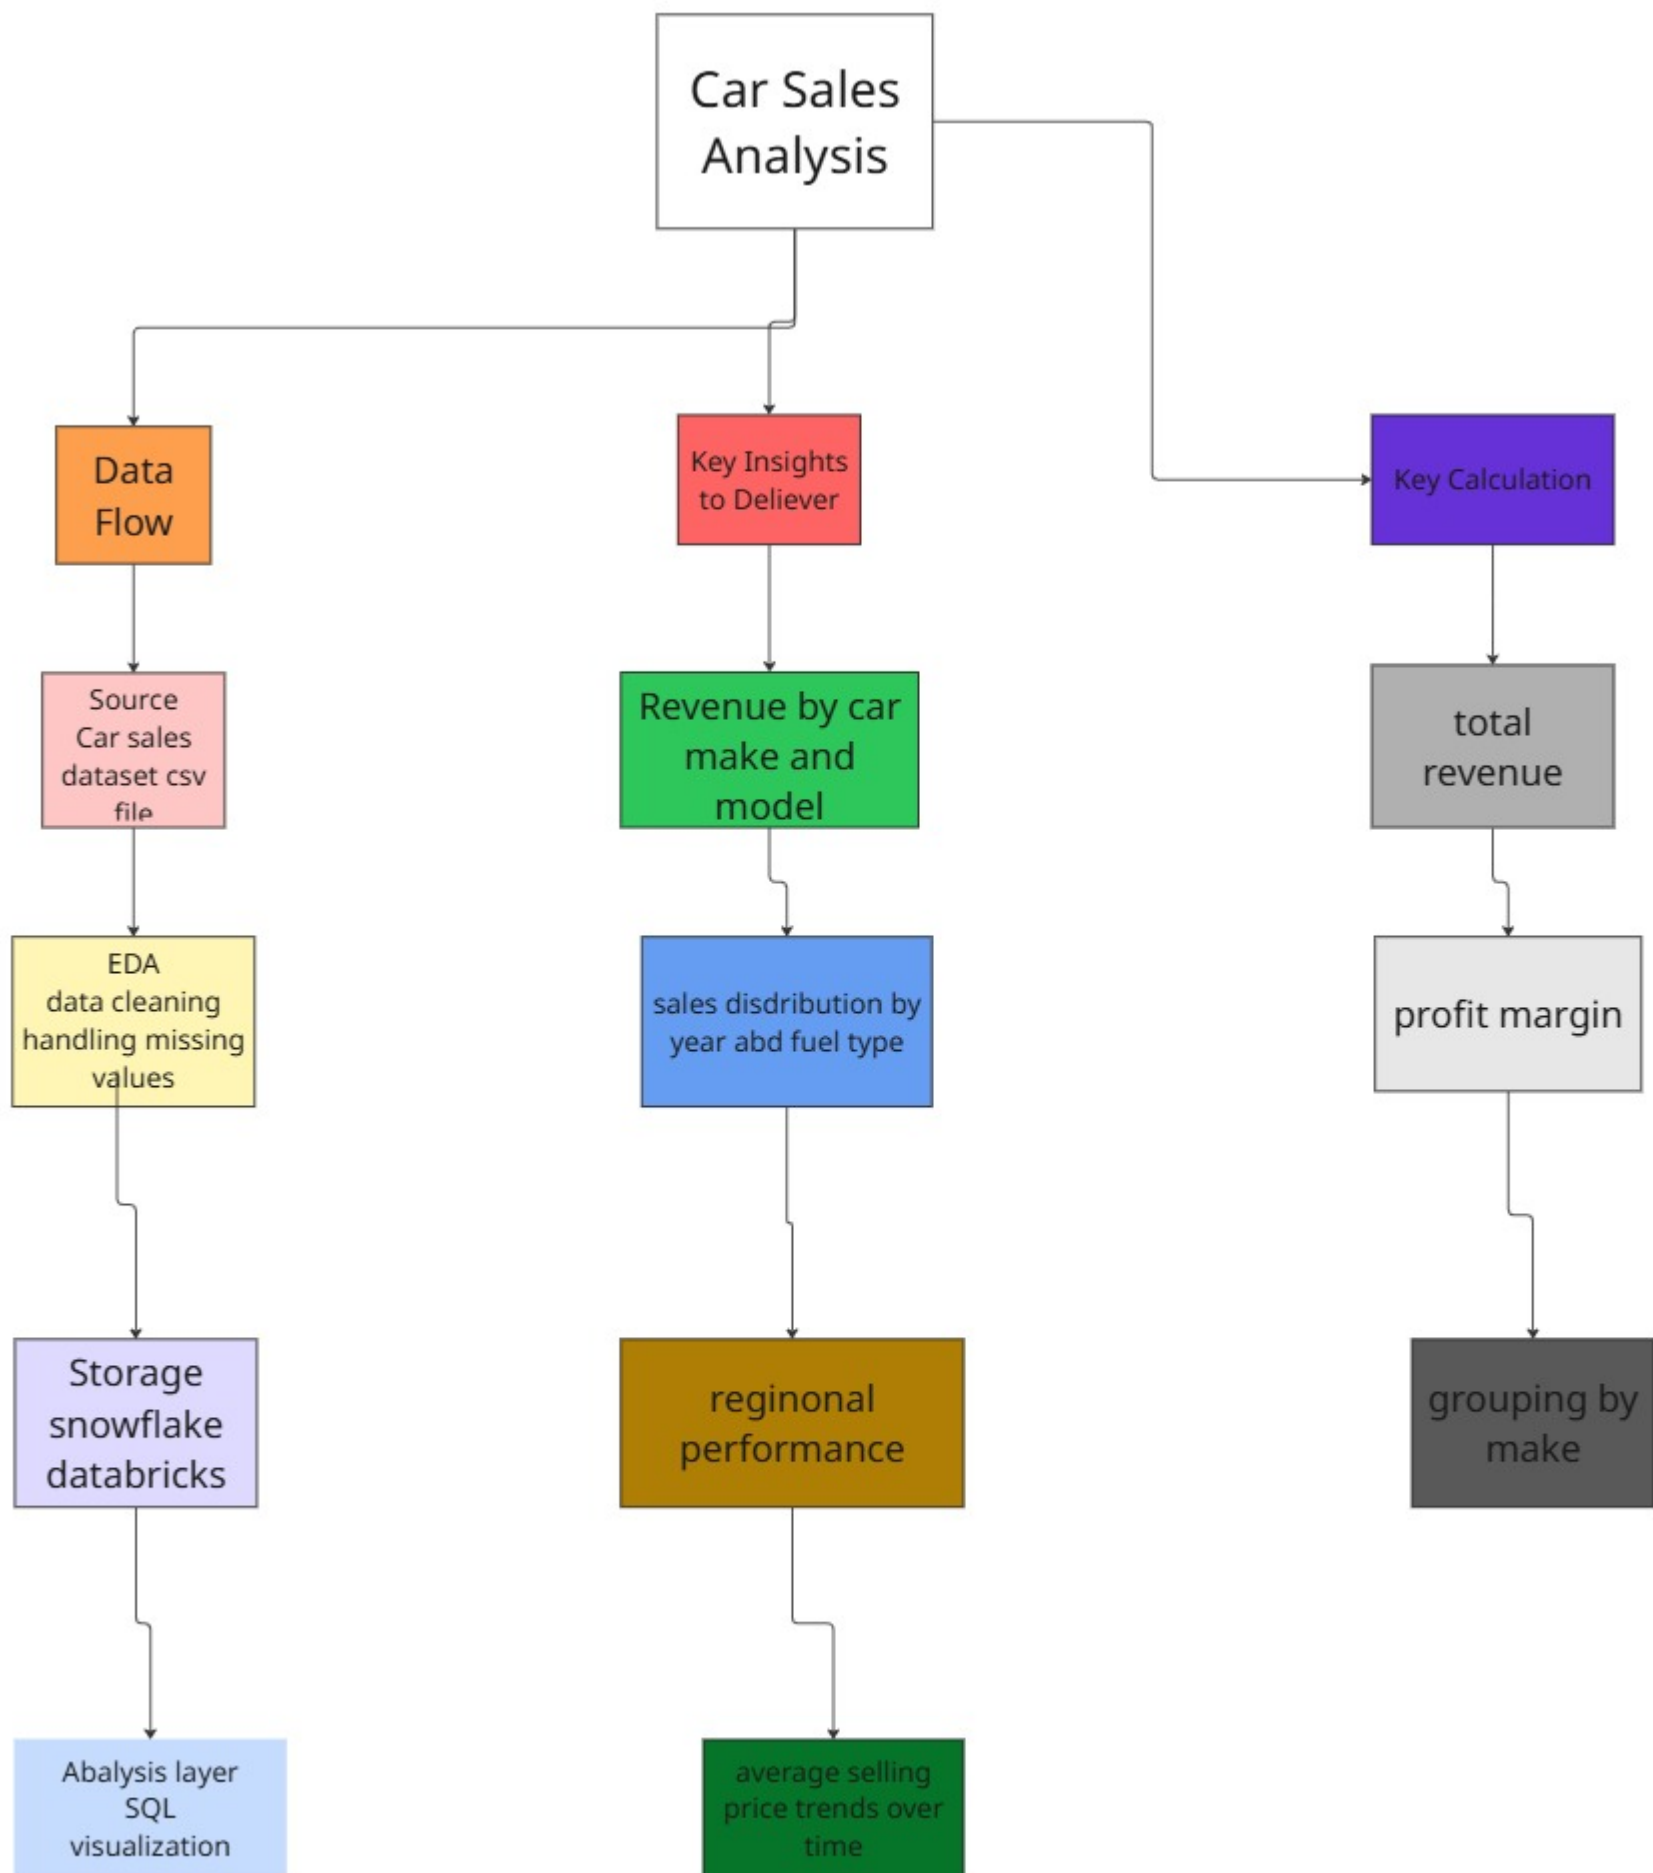 Car Sales
Analysis
Data
Flow
Key Insights
to Deliever
Key Calculation
Source
Car sales
dataset csv
file
Revenue by car
make and
model
total
revenue
EDA
data cleaning
handling missing
values
sales disdribution by
year abd fuel type
profit margin
Storage
snowflake
databricks
reginonal
performance
grouping by
make
Abalysis layer
SQL
visualization
average selling
price trends over
time